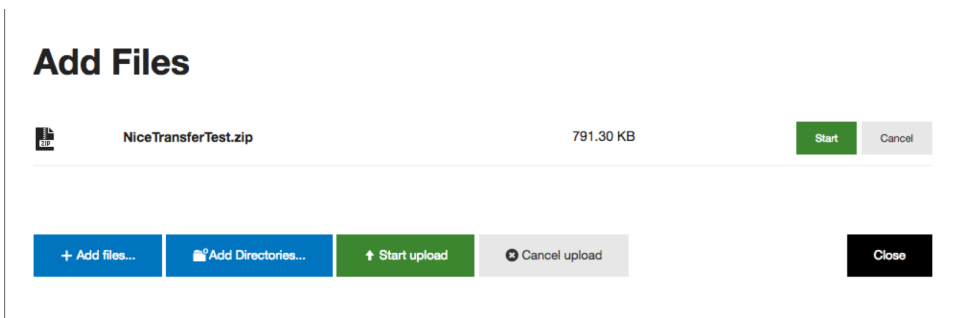 Add Files
ZIP NiceTransferTest.zip 791.30 KB Start Cancel
+ Add files... Add Directories... Start upload Cancel upload Close